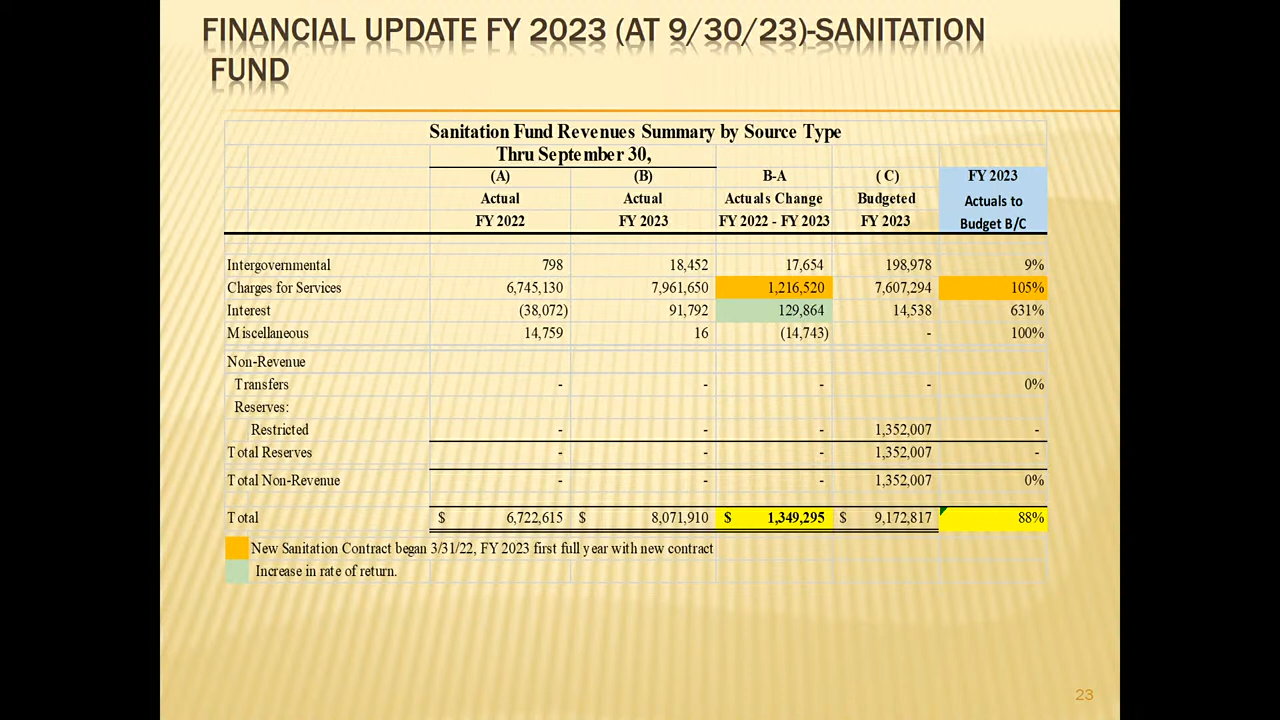 FINANCIAL UPDATE FY 2023 (AT 9/30/23)-SANITATION
FUND
Sanitation Fund Revenues Summary by Source Type
Thru September 30,
(A) (B) B-A ( C) FY 2023
Actual Actual Actuals Change Budgeted Actuals to
FY 2022 FY 2023 FY 2022 - FY 2023 FY 2023 Budget B/C
Intergovernmental 798 18,452 17,654 198,978 9%
Charges for Services 6,745,130 7,961,650 1,216,520 7,607,294 105%
Interest (38,072) 91,792 129,864 14,538 631%
Miscellaneous 14,759 16 (14,743) - 100%
Non-Revenue
Transfers - - - - 0%
Reserves:
Restricted - - - 1,352,007 -
Total Reserves - - - 1,352,007 -
Total Non-Revenue - - - 1,352,007 0%
Total $ 6,722,615 $ 8,071,910 $ 1,349,295 $ 9,172,817 88%
New Sanitation Contract began 3/31/22, FY 2023 first full year with new contract
Increase in rate of return.
23